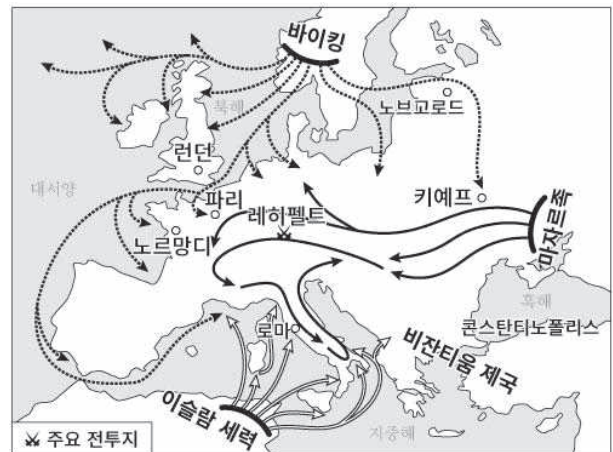 바이킹
북해
노브고로드
런던
대서양
파리
키예프
마자르족
레히펠트
노르망디
흑해
로마
콘스탄티노폴리스
비잔티움 제국
이슬람 세력
지중해
주요 전투지